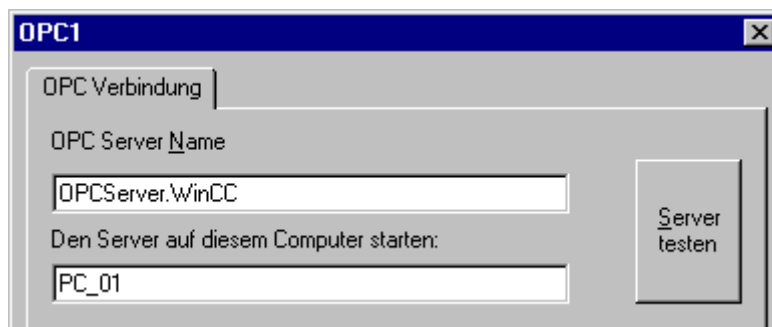 OPC1
OPC Verbindung
OPC Server Name
OPCServer.WinCC
Den Server auf diesem Computer starten:
PC_01
Server
testen